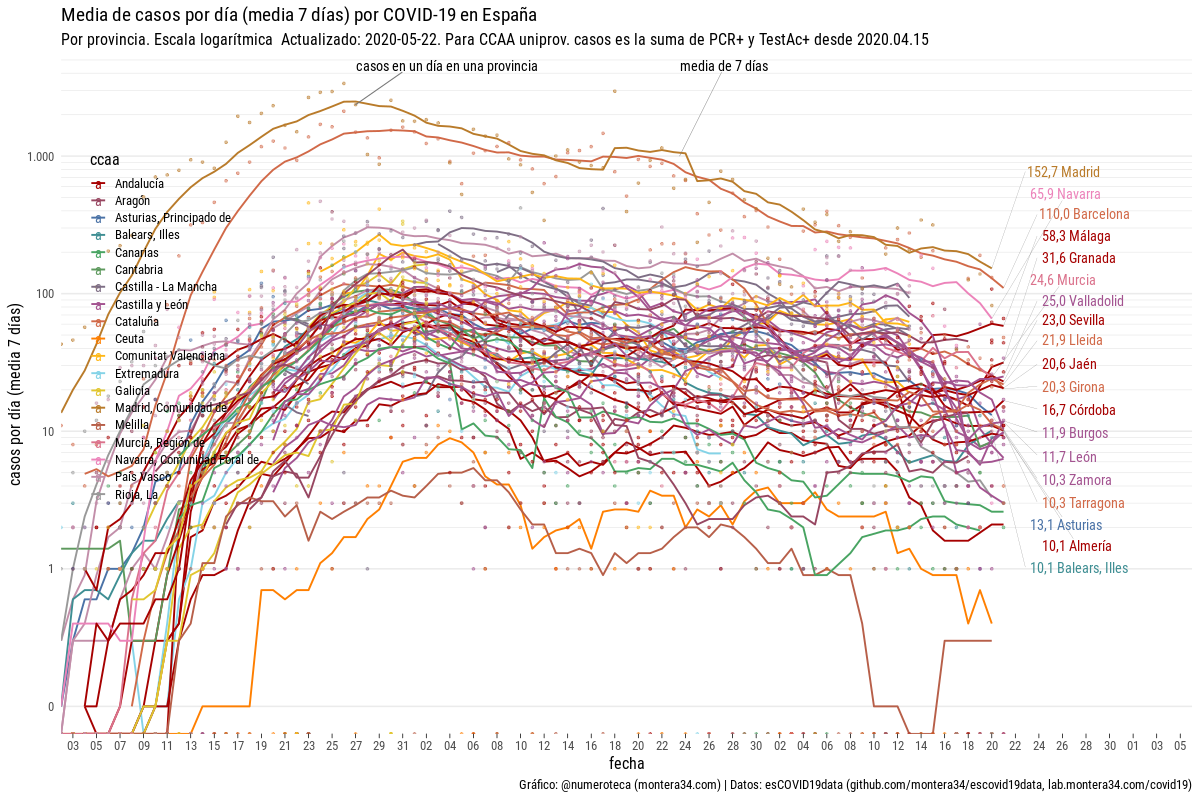 Media de casos por día (media 7 días) por COVID-19 en España
Por provincia. Escala logarítmica  Actualizado: 2020-05-22. Para CCAA uniprov. casos es la suma de PCR+ y TestAc+ desde 2020.04.15
casos en un día en una provincia
media de 7 días
casos por día (media 7 días)
1.000
100
10
1
0
ccaa
Andalucía
Aragón
Asturias, Principado de
Balears, Illes
Canarias
Cantabria
Castilla - La Mancha
Castilla y León
Cataluña
Ceuta
Comunitat Valenciana
Extremadura
Galicia
Madrid, Comunidad de
Melilla
Murcia, Región de
Navarra, Comunidad Foral de
País Vasco
Rioja, La
152,7 Madrid
65,9 Navarra
110,0 Barcelona
58,3 Málaga
31,6 Granada
24,6 Murcia
25,0 Valladolid
23,0 Sevilla
21,9 Lleida
20,6 Jaén
20,3 Girona
16,7 Córdoba
11,9 Burgos
11,7 León
10,3 Zamora
10,3 Tarragona
13,1 Asturias
10,1 Almería
10,1 Balears, Illes
03 05 07 09 11 13 15 17 19 21 23 25 27 29 31 02 04 06 08 10 12 14 16 18 20 22 24 26 28 30 02 04 06 08 10 12 14 16 18 20 22 24 26 28 30 01 03 05
fecha
Gráfico: @numeroteca (montera34.com) | Datos: esCOVID19data (github.com/montera34/escovid19data, lab.montera34.com/covid19)